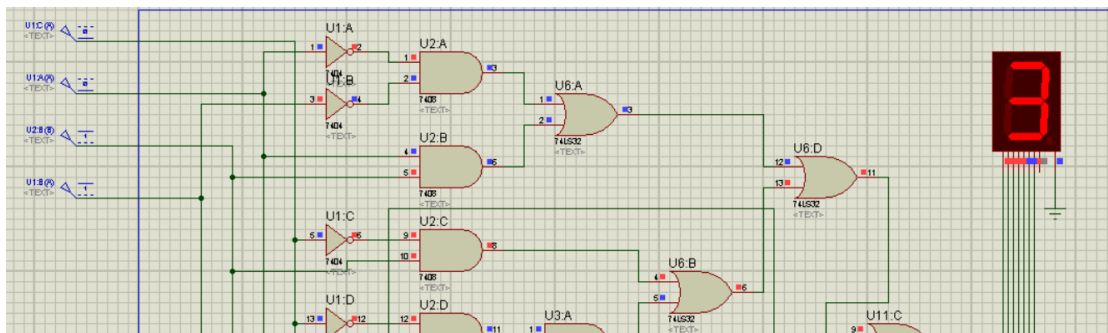 U1:C(A)
<TEXT>
U1:A
1
2
U2:A
1
2
3
7404
U1:A(A)
<TEXT>
U1:B
3
4
7408
<TEXT>
U6:A
1
2
3
7404
<TEXT>
74LS32
<TEXT>
U2:B(B)
<TEXT>
U2:B
4
5
6
U6:D
12
13
11
U1:B(A)
<TEXT>
7408
<TEXT>
74LS32
<TEXT>
U1:C
5
6
U2:C
9
10
8
7404
<TEXT>
7408
<TEXT>
U6:B
4
5
6
U1:D
13
12
U2:D
12
11
U3:A
1
74LS32
<TEXT>
U11:C
9
3